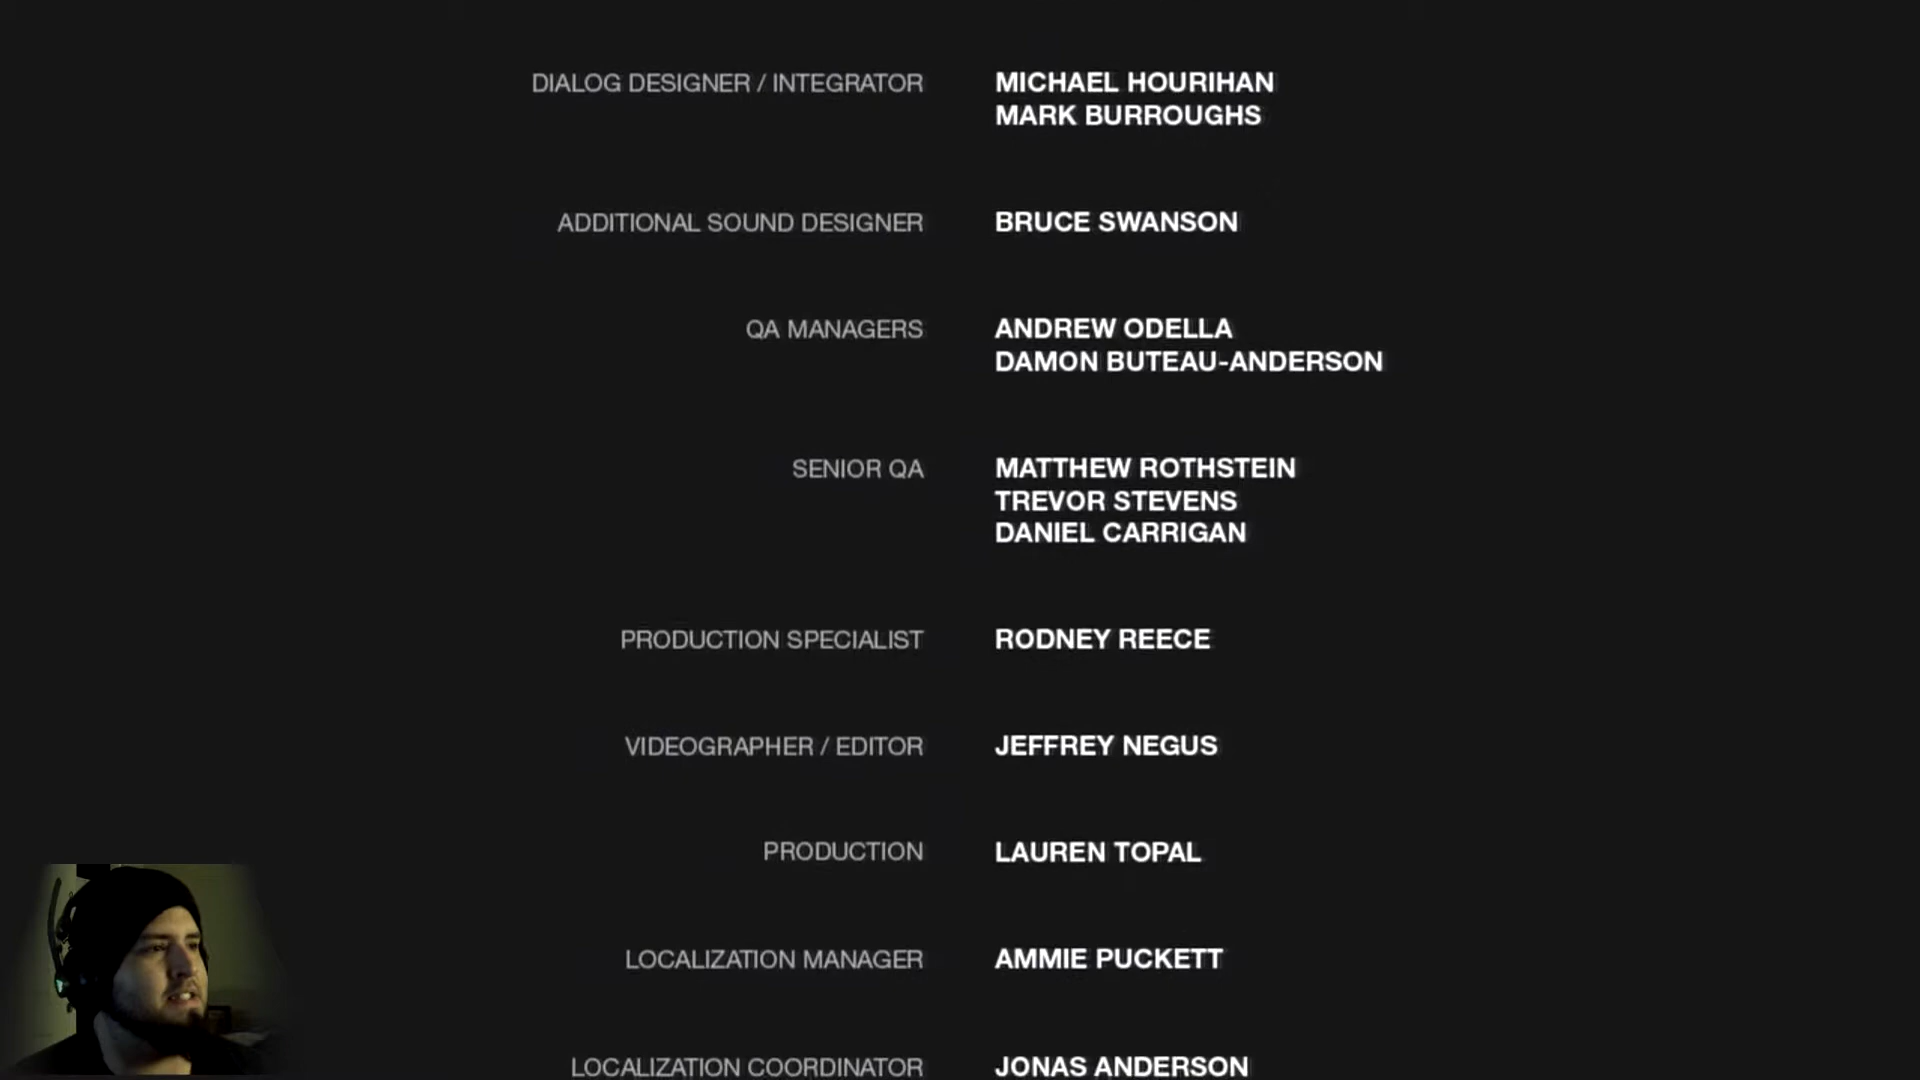 DIALOG DESIGNER / INTEGRATOR MICHAEL HOURIHAN
MARK BURROUGHS
ADDITIONAL SOUND DESIGNER BRUCE SWANSON
QA MANAGERS ANDREW ODELLA
DAMON BUTEAU-ANDERSON
SENIOR QA MATTHEW ROTHSTEIN
TREVOR STEVENS
DANIEL CARRIGAN
PRODUCTION SPECIALIST RODNEY REECE
VIDEOGRAPHER / EDITOR JEFFREY NEGUS
PRODUCTION LAUREN TOPAL
LOCALIZATION MANAGER AMMIE PUCKETT
LOCALIZATION COORDINATOR JONAS ANDERSON